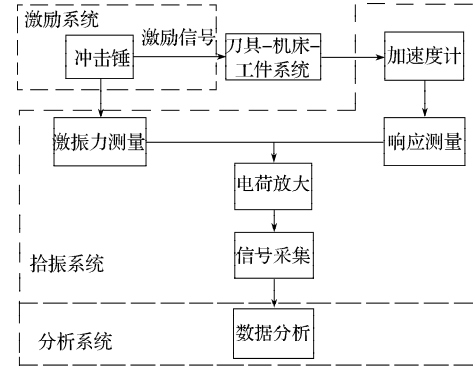 激励系统
冲击锤
激励信号
刀具-机床-
工件系统
加速度计
激振力测量
响应测量
电荷放大
信号采集
拾振系统
数据分析
分析系统